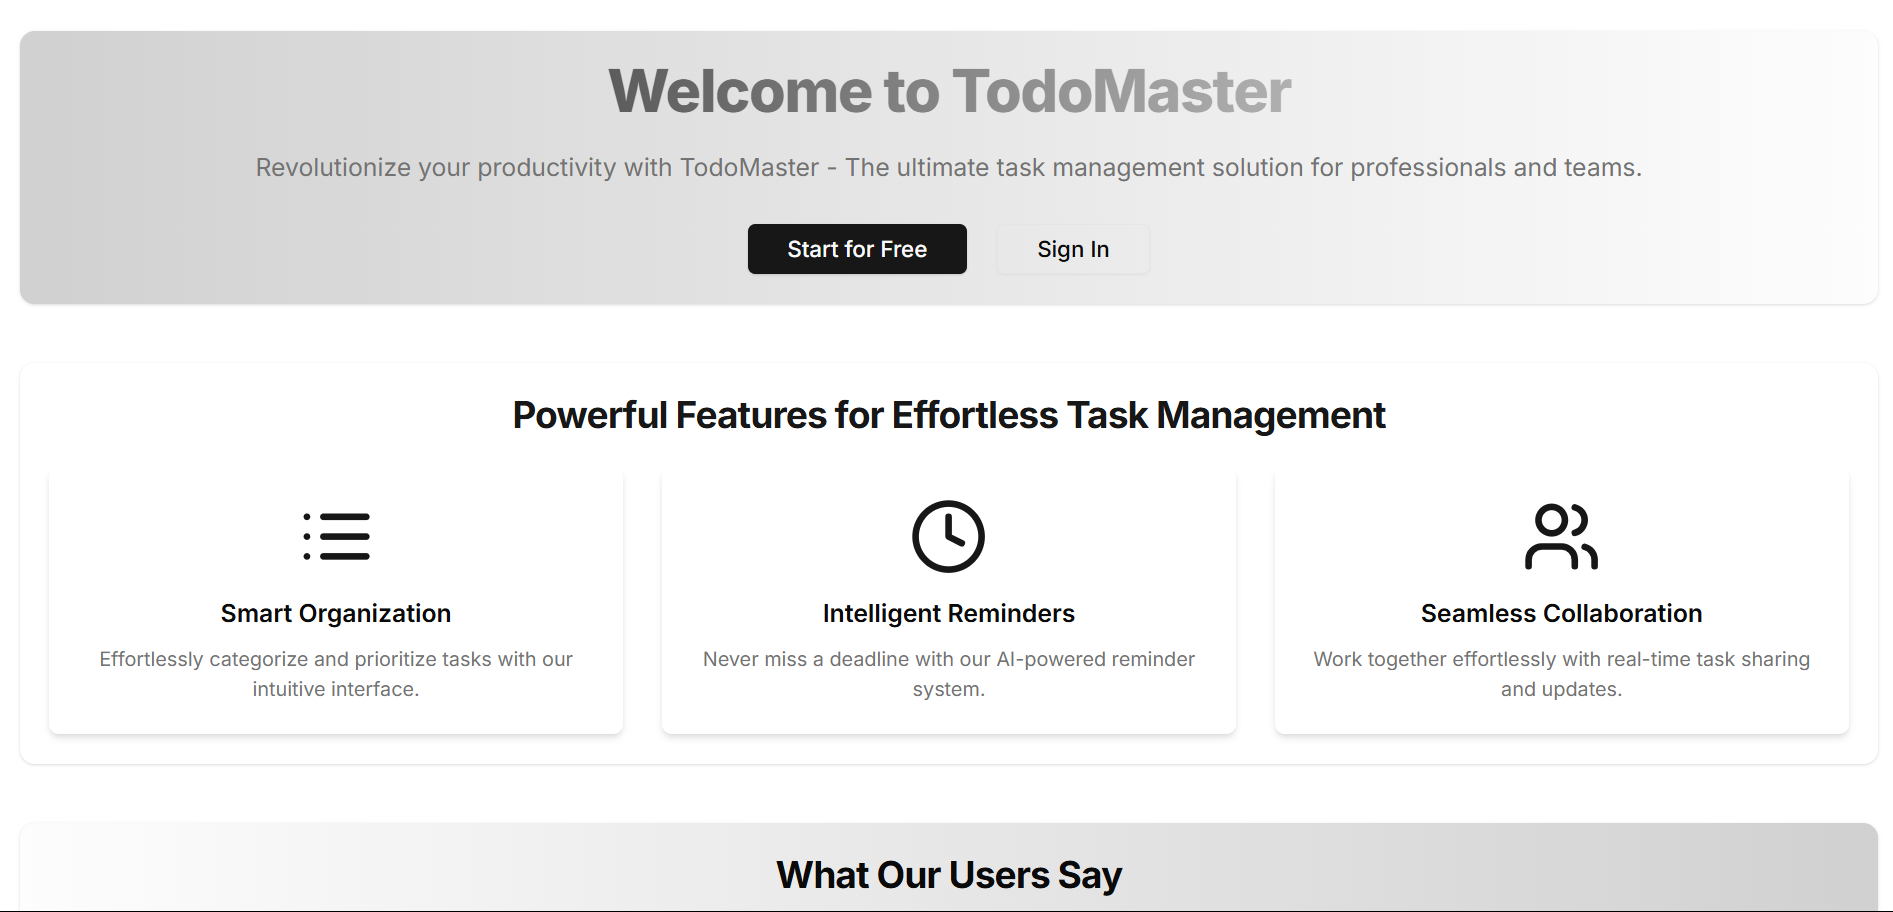 Welcome to TodoMaster
Revolutionize your productivity with TodoMaster - The ultimate task management solution for professionals and teams.
Start for Free
Sign In
Powerful Features for Effortless Task Management
Smart Organization
Effortlessly categorize and prioritize tasks with our
intuitive interface.
Intelligent Reminders
Never miss a deadline with our AI-powered reminder
system.
Seamless Collaboration
Work together effortlessly with real-time task sharing
and updates.
What Our Users Say